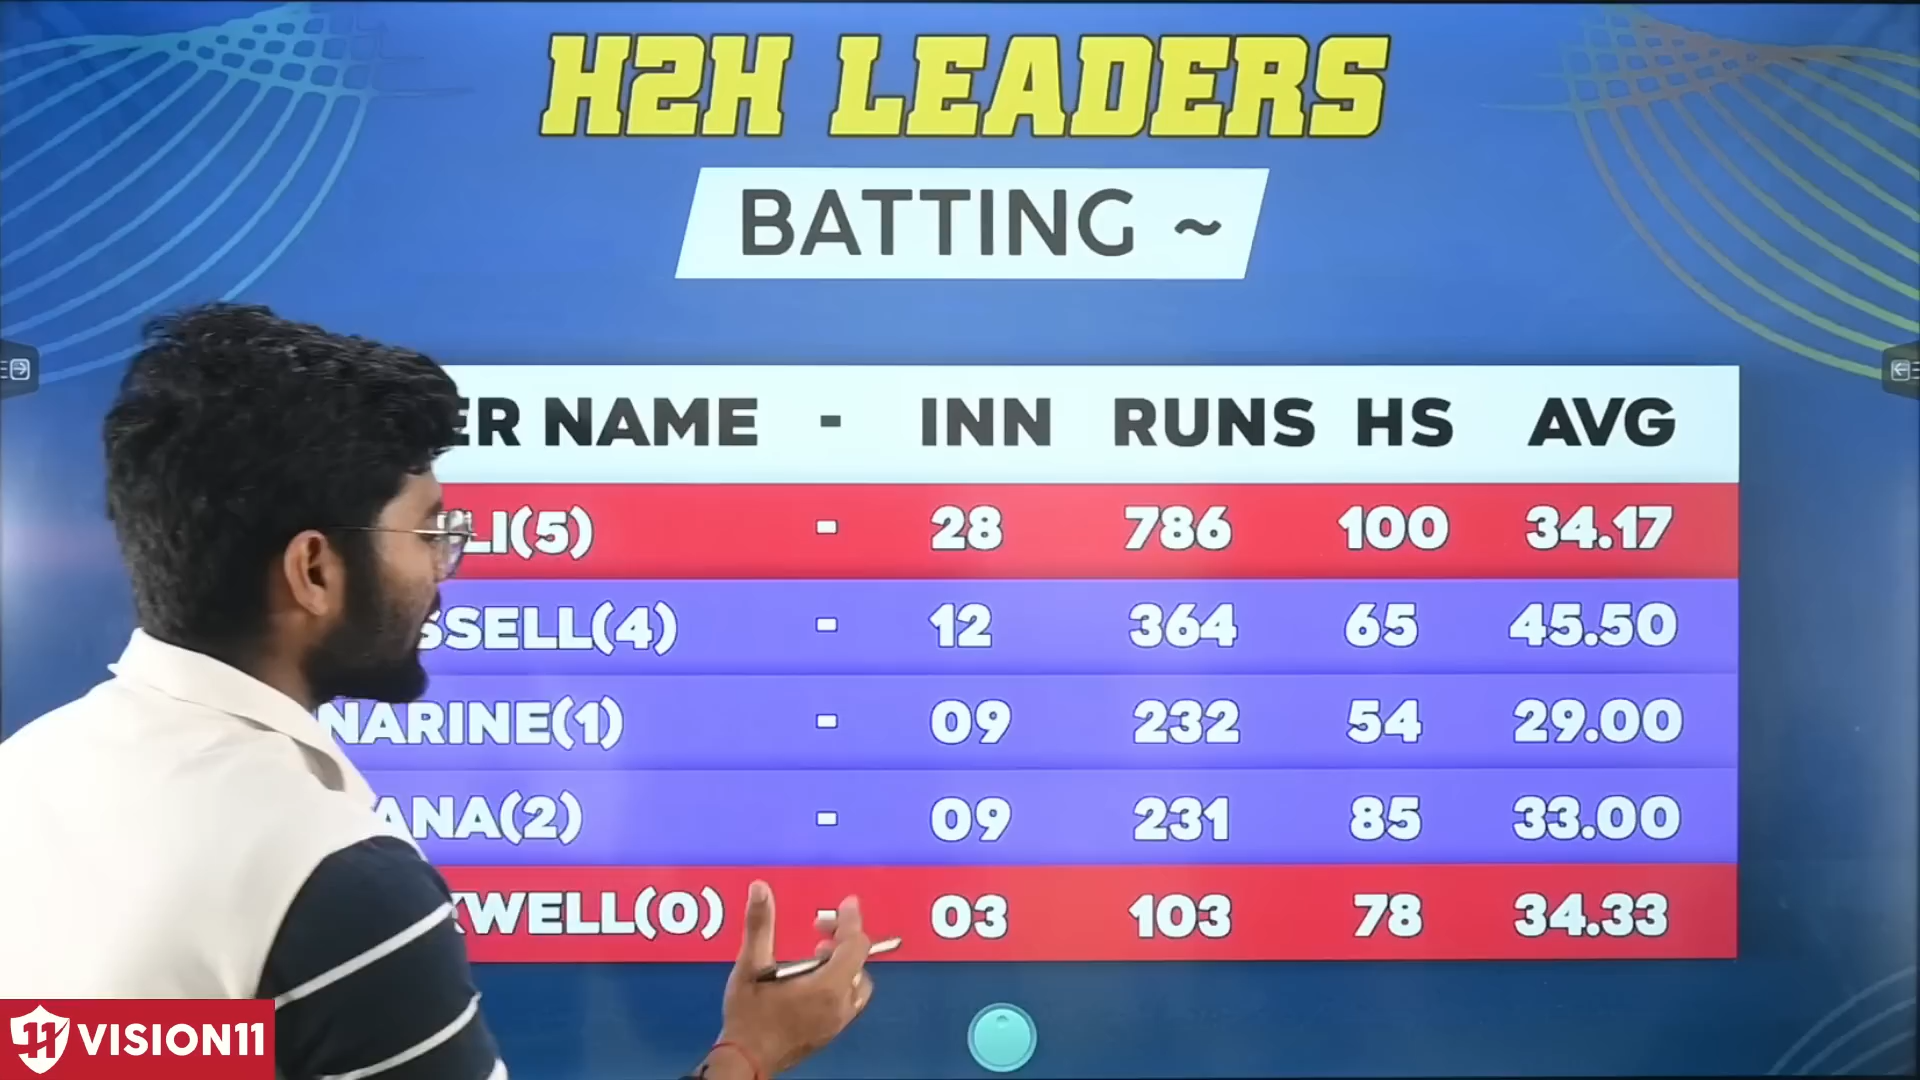 H2H LEADERS
BATTING ~
ER NAME - INN RUNS HS AVG
LI(5) - 28 786 100 34.17
SSELL(4) - 12 364 65 45.50
NARINE(1) - 09 232 54 29.00
ANA(2) - 09 231 85 33.00
XWELL(0) - 03 103 78 34.33
11 VISION11